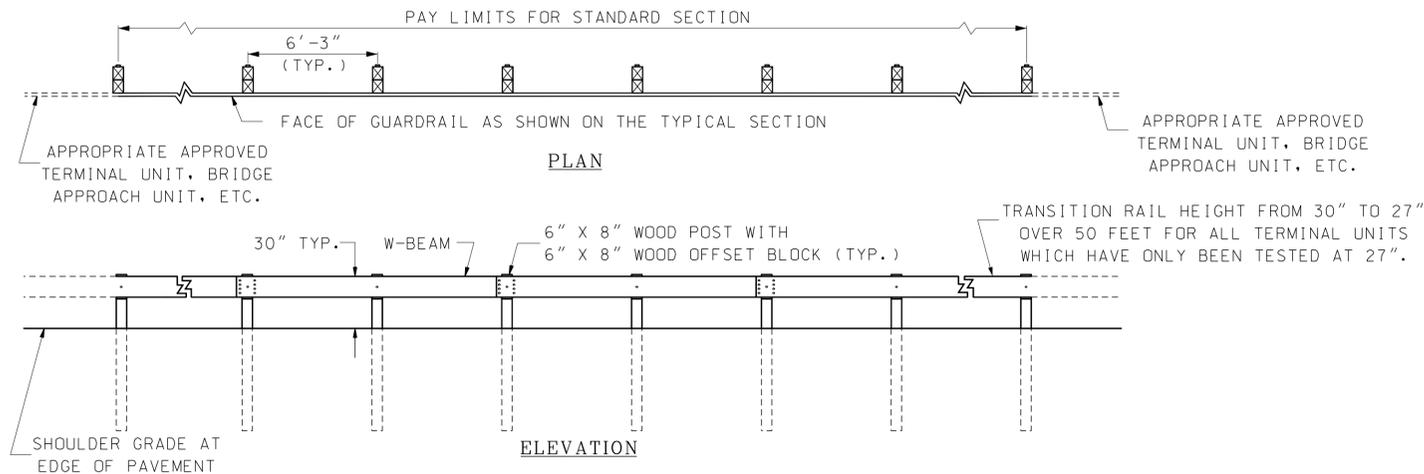 PAY LIMITS FOR STANDARD SECTION
6'-3"
(TYP.)
FACE OF GUARDRAIL AS SHOWN ON THE TYPICAL SECTION
APPROPRIATE APPROVED
TERMINAL UNIT, BRIDGE
APPROACH UNIT, ETC.
PLAN
APPROPRIATE APPROVED
TERMINAL UNIT, BRIDGE
APPROACH UNIT, ETC.
30" TYP.
W-BEAM
6" X 8" WOOD POST WITH
6" X 8" WOOD OFFSET BLOCK (TYP.)
TRANSITION RAIL HEIGHT FROM 30" TO 27"
OVER 50 FEET FOR ALL TERMINAL UNITS
WHICH HAVE ONLY BEEN TESTED AT 27".
SHOULDER GRADE AT
EDGE OF PAVEMENT
ELEVATION